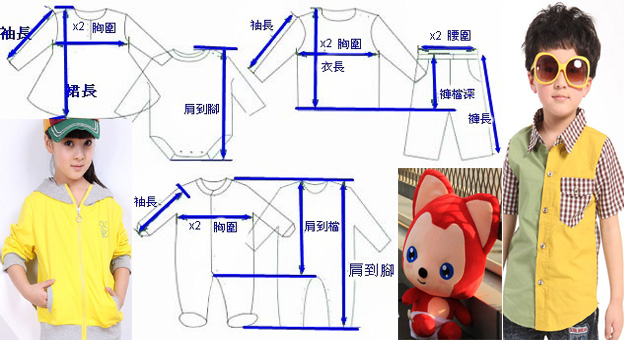 袖長
x2 胸圍
裙長
肩到腳
袖長
x2 胸圍
衣長
x2 腰圍
褲檔深
褲長
袖長
x2 胸圍
肩到檔
肩到腳